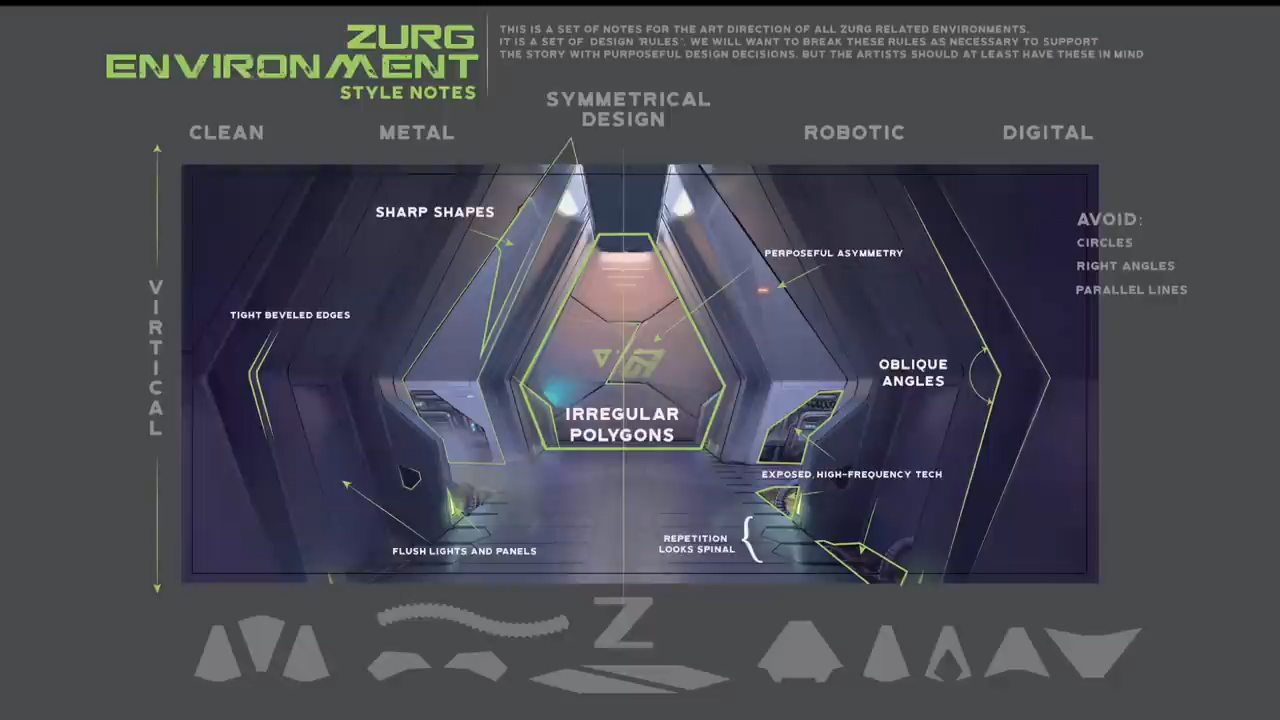 ZURG
ENVIRONMENT
STYLE NOTES
THIS IS A SET OF NOTES FOR THE ART DIRECTION OF ALL ZURG RELATED ENVIRONMENTS.
IT IS A SET OF DESIGN "RULES". WE WILL WANT TO BREAK THESE RULES AS NECESSARY TO SUPPORT
THE STORY WITH PURPOSEFUL DESIGN DECISIONS. BUT THE ARTISTS SHOULD AT LEAST HAVE THESE IN MIND
CLEAN
METAL
SYMMETRICAL
DESIGN
ROBOTIC
DIGITAL
SHARP SHAPES
AVOID:
CIRCLES
RIGHT ANGLES
PARALLEL LINES
PERPOSEFUL ASYMMETRY
VIRTICAL
TIGHT BEVELED EDGES
OBLIQUE
ANGLES
IRREGULAR
POLYGONS
EXPOSED, HIGH-FREQUENCY TECH
FLUSH LIGHTS AND PANELS
REPETITION
LOOKS SPINAL
Z